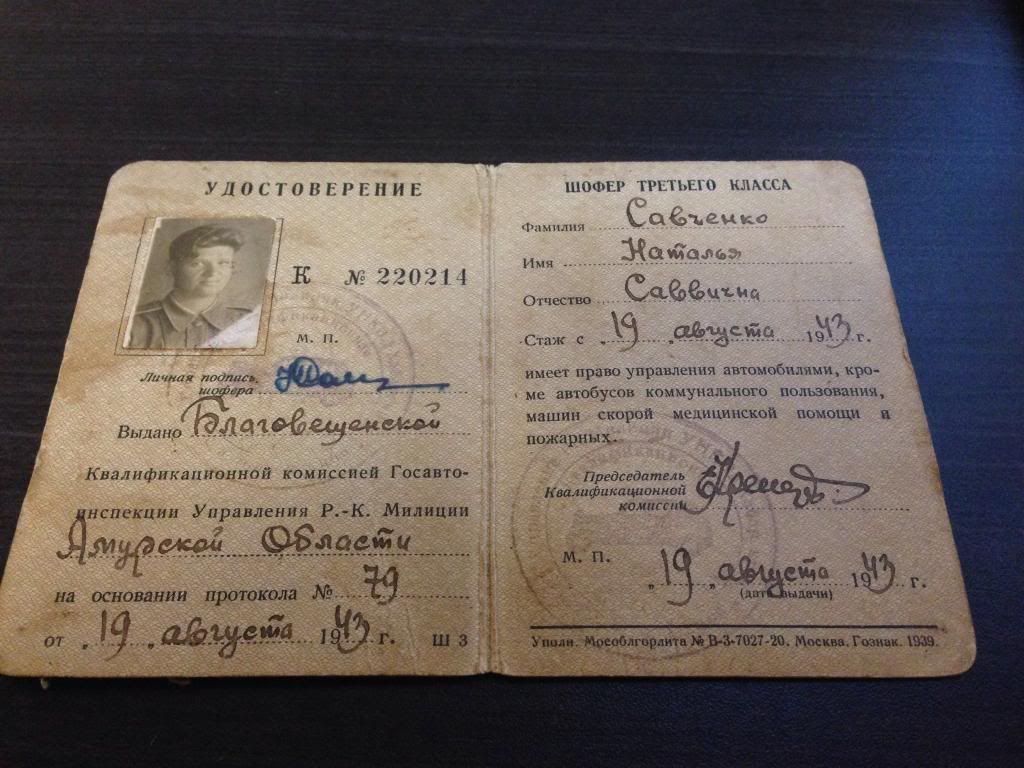 УДОСТОВЕРЕНИЕ
К № 220214
М. П.
Личная подпись
шофера
Выдано Благовещенской
Квалификационной комиссией Госавто-
инспекции Управления Р.-К. Милиции
Амурской Области
на основании протокола № 79
от „ 19 „ августа 1943 г. Ш 3
ШОФЕР ТРЕТЬЕГО КЛАССА
Фамилия Савченко
Имя Наталья
Отчество Саввична
Стаж с „ 19 „ августа 1943 г.
имеет право управления автомобилями, кро-
ме автобусов коммунального пользования,
машин скорой медицинской помощи и
пожарных.
Председатель
Квалификационной
комиссии
М. П. „ 19 „ августа 1943 г.
(дата выдачи)
Уполн. Мособлгорлита № В-3-7027-20. Москва. Гознак. 1939.